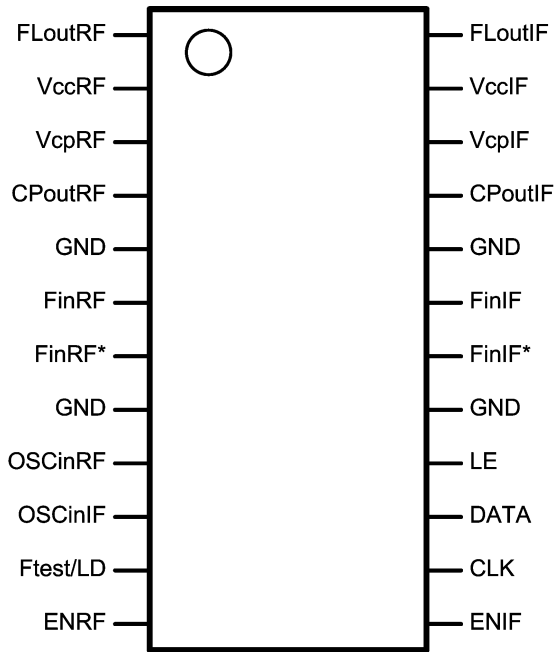 FLoutRF
VccRF
VcpRF
CPoutRF
GND
FinRF
FinRF*
GND
OSCinRF
OSCinIF
Ftest/LD
ENRF
FLoutIF
VccIF
VcpIF
CPoutIF
GND
FinIF
FinIF*
GND
LE
DATA
CLK
ENIF